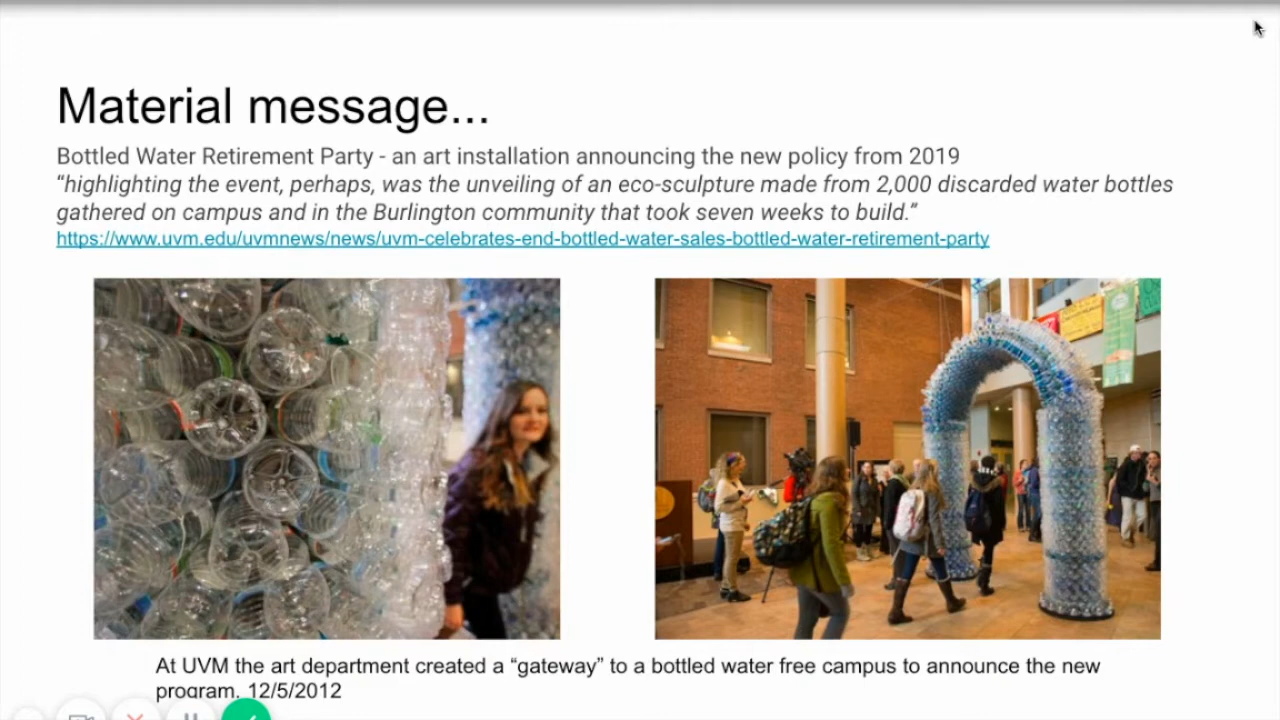 Material message...
Bottled Water Retirement Party - an art installation announcing the new policy from 2019
“highlighting the event, perhaps, was the unveiling of an eco-sculpture made from 2,000 discarded water bottles
gathered on campus and in the Burlington community that took seven weeks to build.”
https://www.uvm.edu/uvmnews/news/uvm-celebrates-end-bottled-water-sales-bottled-water-retirement-party
At UVM the art department created a “gateway” to a bottled water free campus to announce the new
program. 12/5/2012